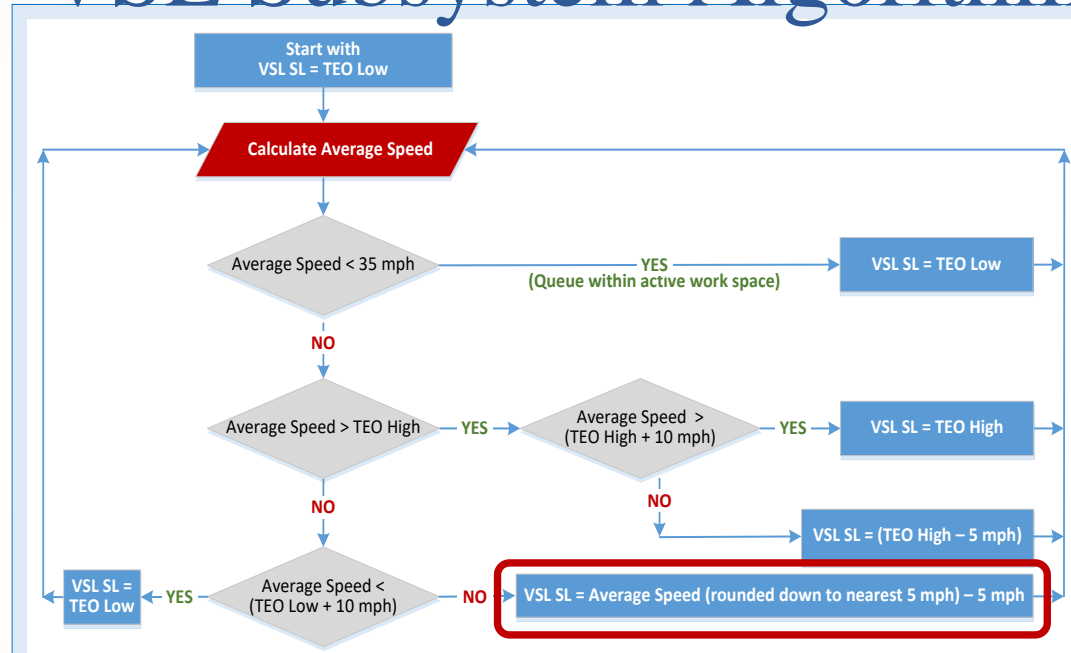 VSL Subsystem Algorithm
Start with
VSL SL = TEO Low
Calculate Average Speed
Average Speed < 35 mph
YES
(Queue within active work space)
VSL SL = TEO Low
NO
Average Speed > TEO High
YES
Average Speed >
(TEO High + 10 mph)
YES
VSL SL = TEO High
NO
NO
VSL SL = (TEO High – 5 mph)
VSL SL =
TEO Low
YES
Average Speed <
(TEO Low + 10 mph)
NO
VSL SL = Average Speed (rounded down to nearest 5 mph) – 5 mph